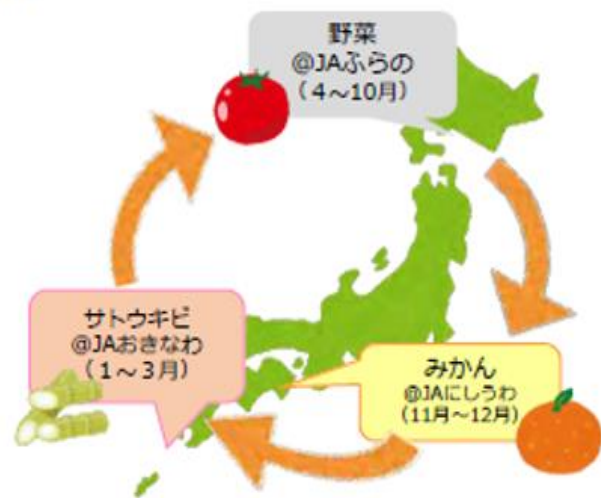 野菜
@JAふらの
（４～10月）
サトウキビ
@JAおきなわ
（１～３月）
みかん
@JAにしうわ
（11月～12月）